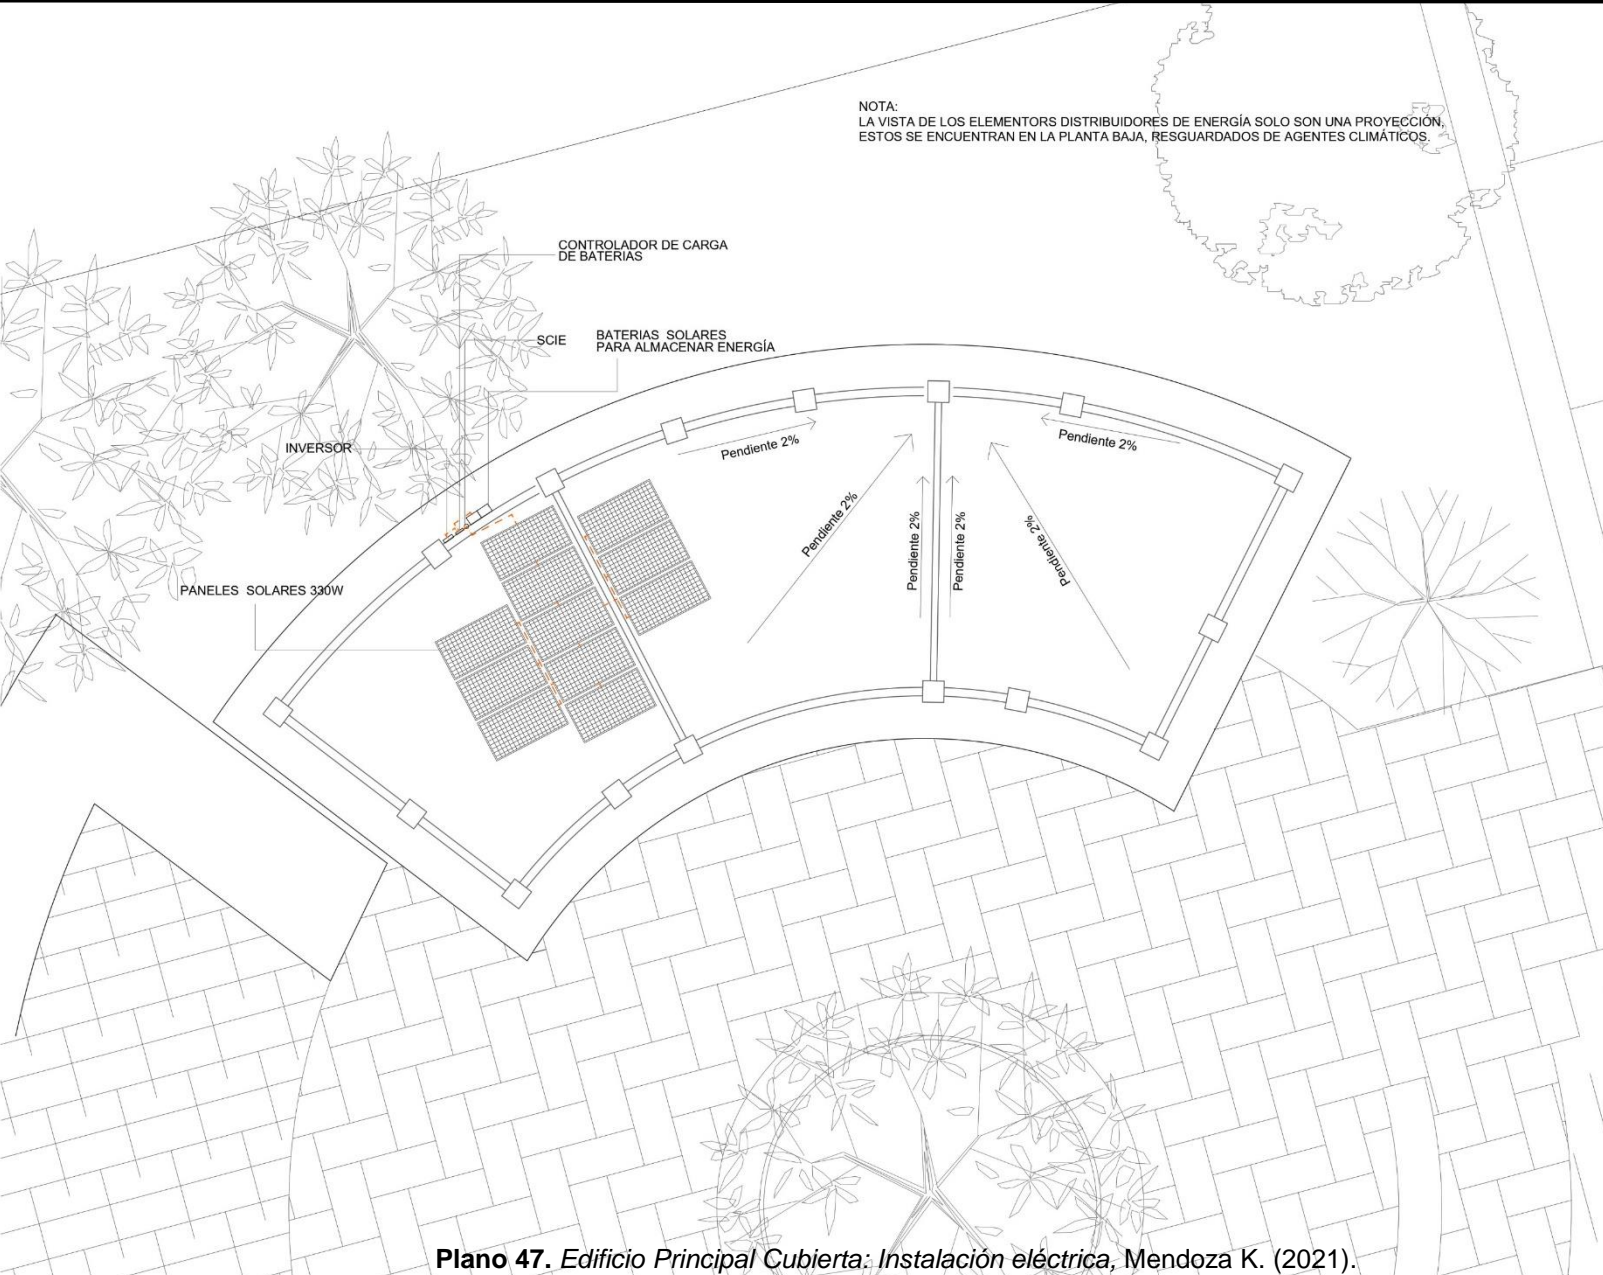 NOTA:
LA VISTA DE LOS ELEMENTORS DISTRIBUIDORES DE ENERGÍA SOLO SON UNA PROYECCIÓN,
ESTOS SE ENCUENTRAN EN LA PLANTA BAJA, RESGUARDADOS DE AGENTES CLIMÁTICOS.
CONTROLADOR DE CARGA
DE BATERIAS
SCIE
BATERIAS SOLARES
PARA ALMACENAR ENERGÍA
INVERSOR
PANELES SOLARES 330W
Pendiente 2%
Pendiente 2%
Pendiente 2%
Pendiente 2%
Pendiente 2%
Pendiente 2%
Plano 47. Edificio Principal Cubierta: Instalación eléctrica, Mendoza K. (2021).